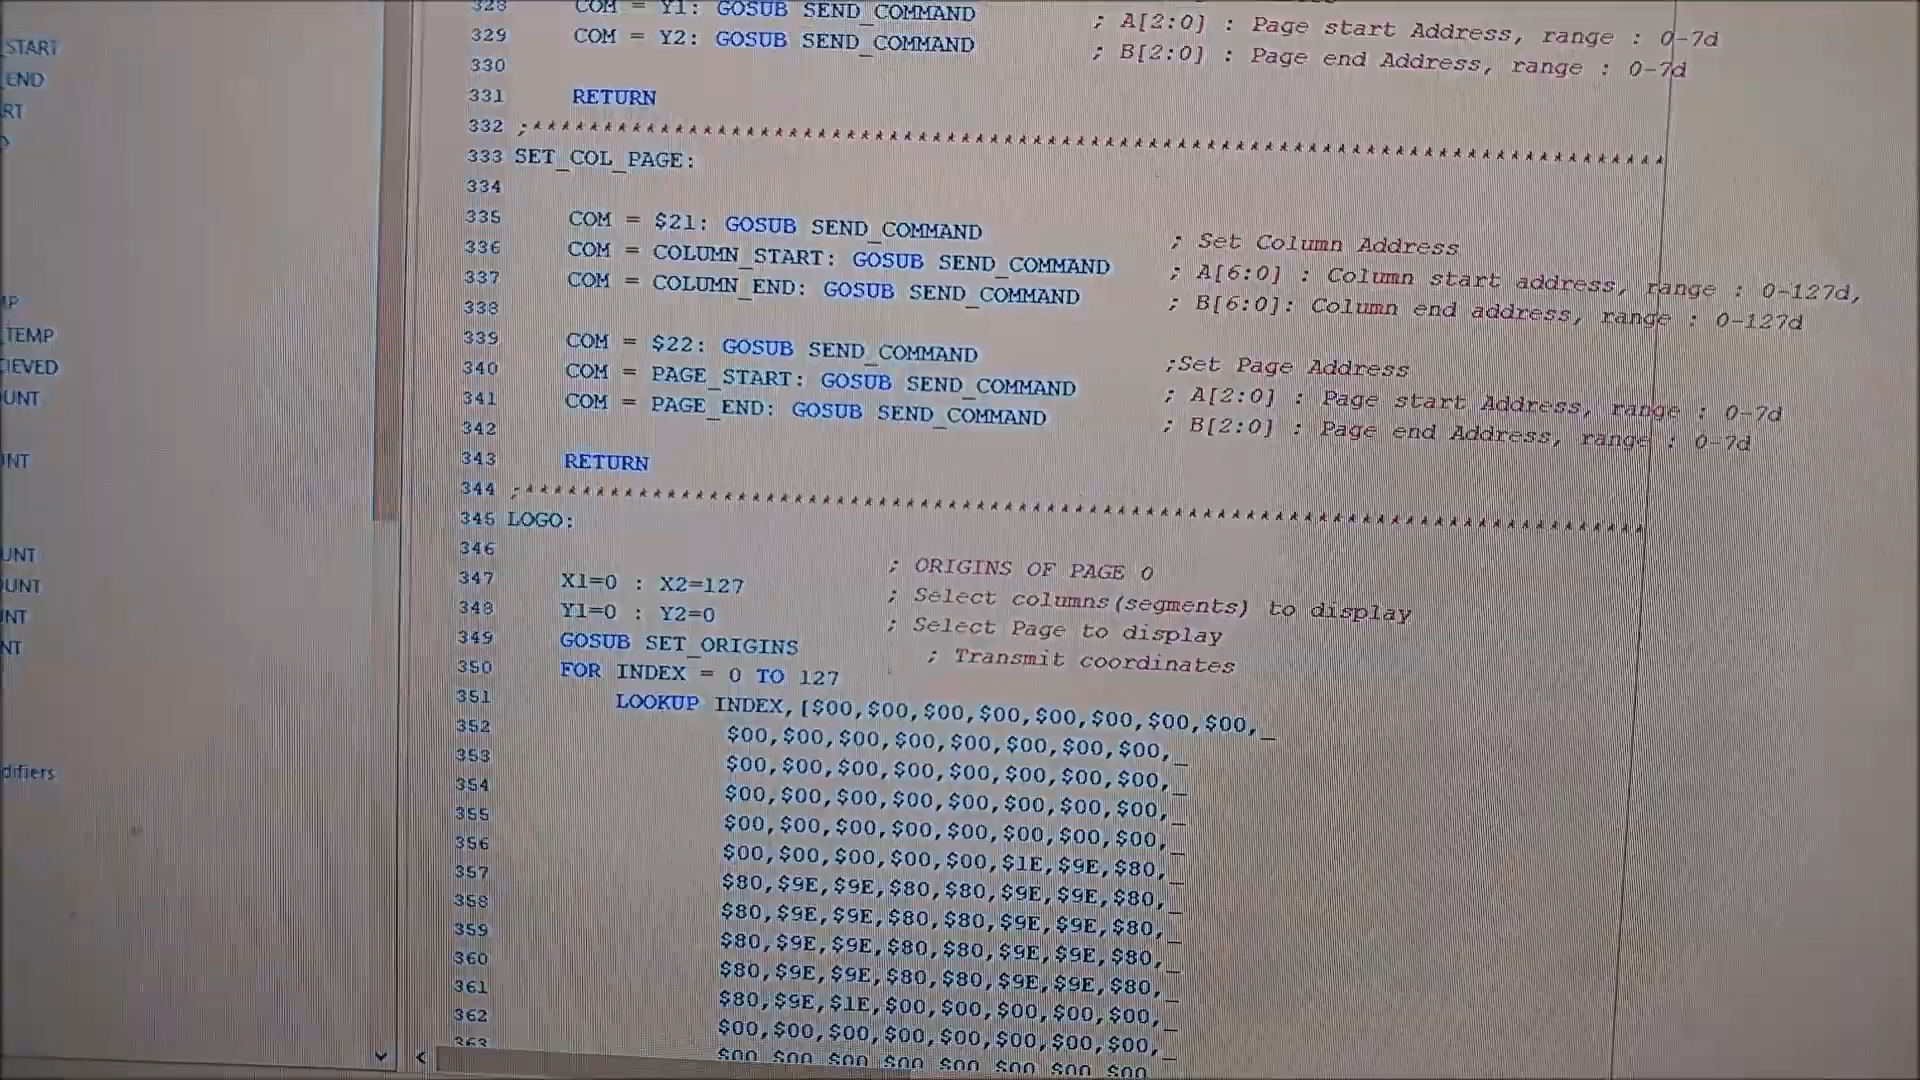 START
END
RT
TEMP
UNT
UNT
UNT
NT
difiers
328 COM = Y1: GOSUB SEND_COMMAND ; A[2:0] : Page start Address, range : 0-7d
329 COM = Y2: GOSUB SEND_COMMAND ; B[2:0] : Page end Address, range : 0-7d
330
331 RETURN
332 ;********************************************************************************
333 SET_COL_PAGE:
334
335 COM = $21: GOSUB SEND_COMMAND ; Set Column Address
336 COM = COLUMN_START: GOSUB SEND_COMMAND ; A[6:0] : Column start address, range : 0-127d,
337 COM = COLUMN_END: GOSUB SEND_COMMAND ; B[6:0]: Column end address, range : 0-127d
338
339 COM = $22: GOSUB SEND_COMMAND ;Set Page Address
340 COM = PAGE_START: GOSUB SEND_COMMAND ; A[2:0] : Page start Address, range : 0-7d
341 COM = PAGE_END: GOSUB SEND_COMMAND ; B[2:0] : Page end Address, range : 0-7d
342
343 RETURN
344 ;********************************************************************************
345 LOGO:
346 ; ORIGINS OF PAGE 0
347 X1=0 : X2=127 ; Select columns(segments) to display
348 Y1=0 : Y2=0 ; Select Page to display
349 GOSUB SET_ORIGINS ; Transmit coordinates
350 FOR INDEX = 0 TO 127
351 LOOKUP INDEX,[$00,$00,$00,$00,$00,$00,$00,$00,_
352 $00,$00,$00,$00,$00,$00,$00,$00,_
353 $00,$00,$00,$00,$00,$00,$00,$00,_
354 $00,$00,$00,$00,$00,$00,$00,$00,_
355 $00,$00,$00,$00,$00,$00,$00,$00,_
356 $00,$00,$00,$00,$00,$1E,$9E,$80,_
357 $80,$9E,$9E,$80,$80,$9E,$9E,$80,_
358 $80,$9E,$9E,$80,$80,$9E,$9E,$80,_
359 $80,$9E,$9E,$80,$80,$9E,$9E,$80,_
360 $80,$9E,$9E,$80,$80,$9E,$9E,$80,_
361 $80,$9E,$1E,$00,$00,$00,$00,$00,_
362 $00,$00,$00,$00,$00,$00,$00,$00,_
363 $00,$00,$00,$00,$00,$00,$00,$00